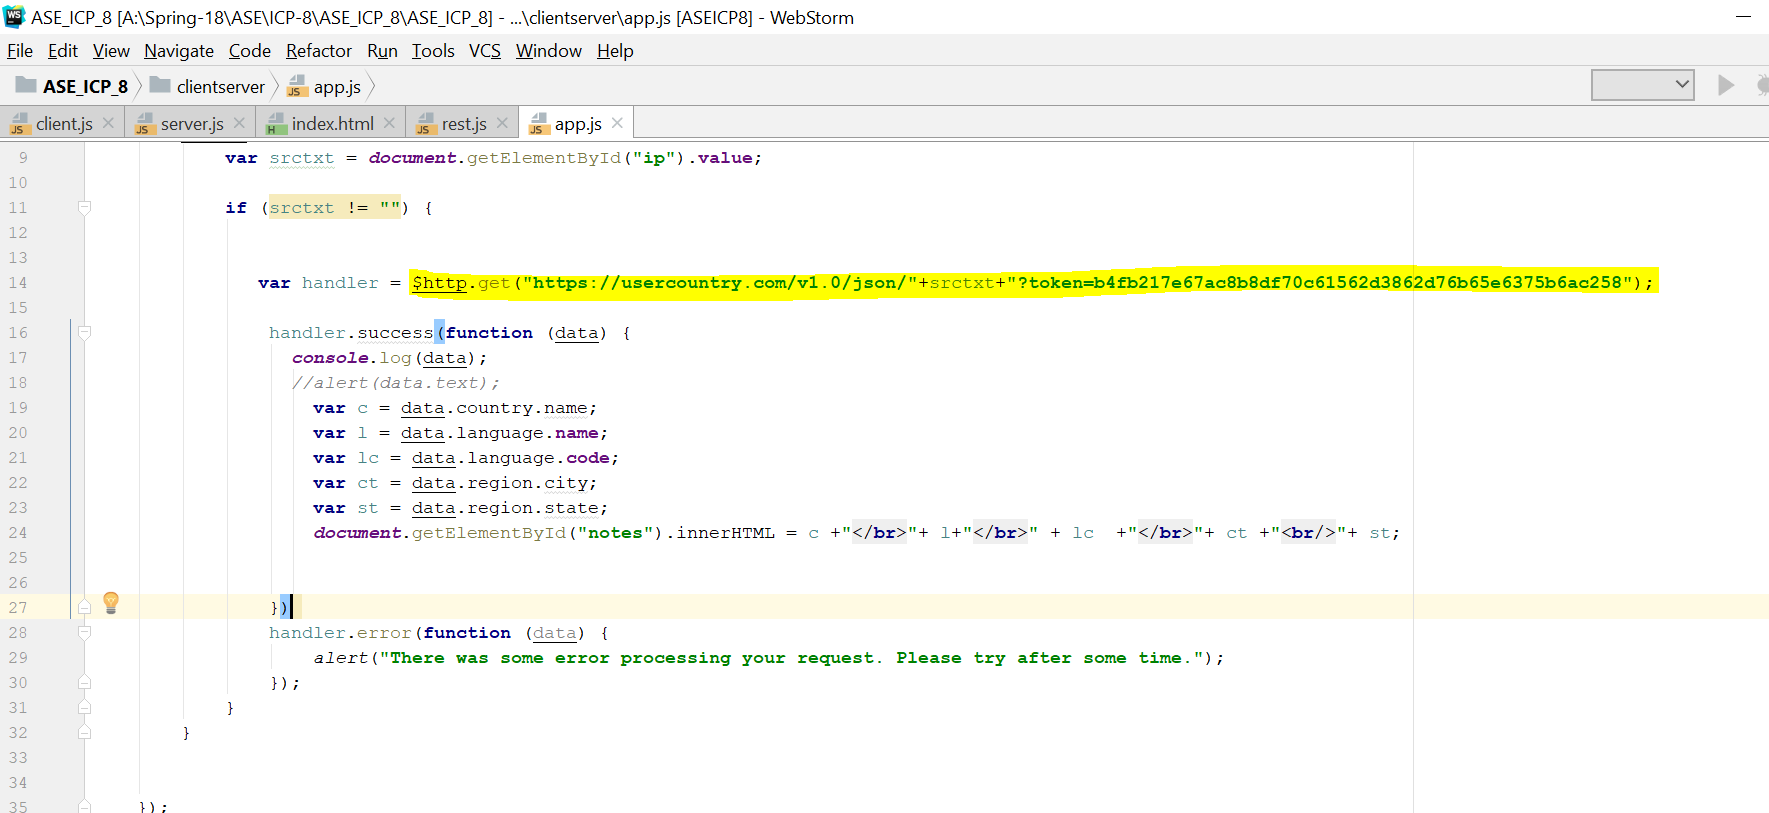 WS ASE_ICP_8 [A:\Spring-18\ASE\ICP-8\ASE_ICP_8\ASE_ICP_8] - ...\clientserver\app.js [ASEICP8] - WebStorm
File Edit View Navigate Code Refactor Run Tools VCS Window Help
ASE_ICP_8 clientserver JS app.js
JS client.js JS server.js H index.html JS rest.js JS app.js
9 var srctxt = document.getElementById("ip").value;
10
11 if (srctxt != "") {
12
13
14 var handler = $http.get("https://usercountry.com/v1.0/json/"+srctxt+"?token=b4fb217e67ac8b8df70c61562d3862d76b65e6375b6ac258");
15
16 handler.success(function (data) {
17 console.log(data);
18 //alert(data.text);
19 var c = data.country.name;
20 var l = data.language.name;
21 var lc = data.language.code;
22 var ct = data.region.city;
23 var st = data.region.state;
24 document.getElementById("notes").innerHTML = c +"</br>"+ l+"</br>" + lc +"</br>"+ ct +"<br/>"+ st;
25
26
27 })
28 handler.error(function (data) {
29 alert("There was some error processing your request. Please try after some time.");
30 });
31 }
32 }
33
34
35 });